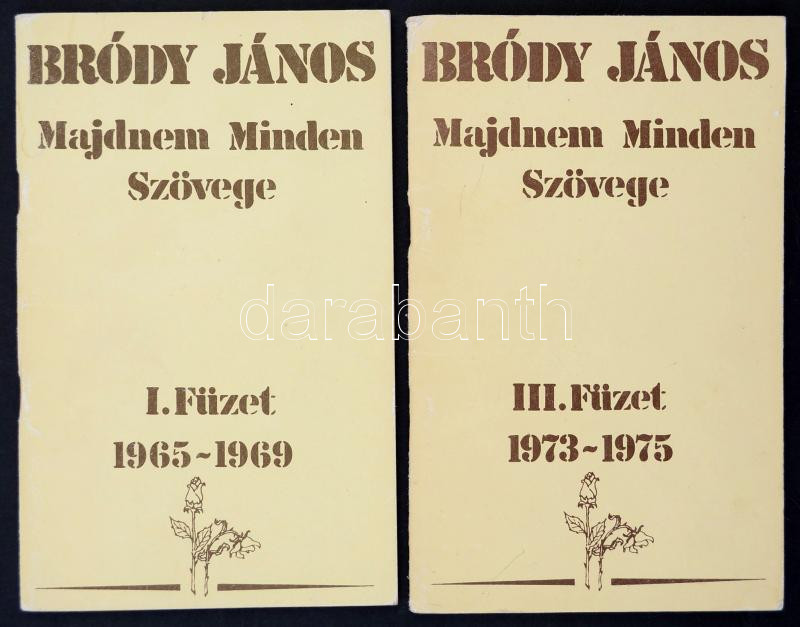 BRÓDY JÁNOS
Majdnem Minden
Szövege
I. Füzet
1965~1969
BRÓDY JÁNOS
Majdnem Minden
Szövege
III. Füzet
1973~1975
darabanth